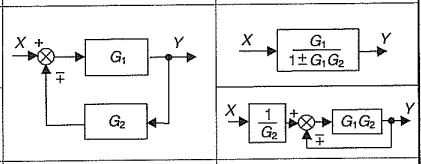 X + G₁ Y
∓
G₂
X G₁ Y
1 ± G₁G₂
X 1 + G₁G₂ Y
G₂ ∓